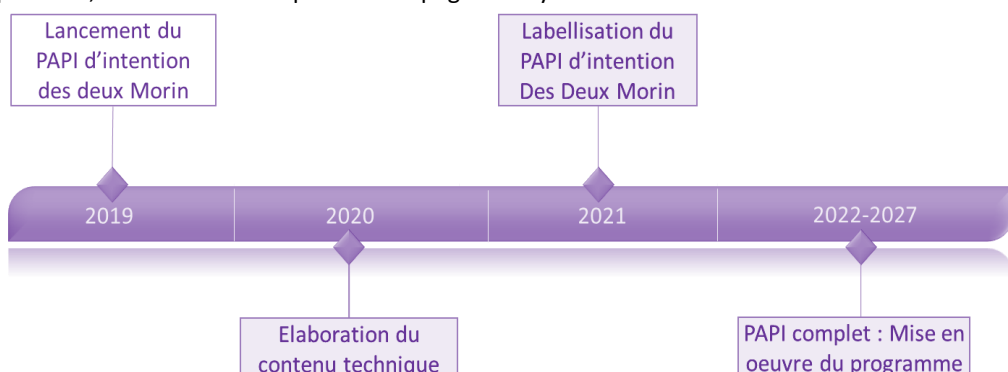 Lancement du
PAPI d'intention
des deux Morin
Labellisation du
PAPI d'intention
Des Deux Morin
2019
2020
2021
2022-2027
Elaboration du
contenu technique
PAPI complet : Mise en
oeuvre du programme